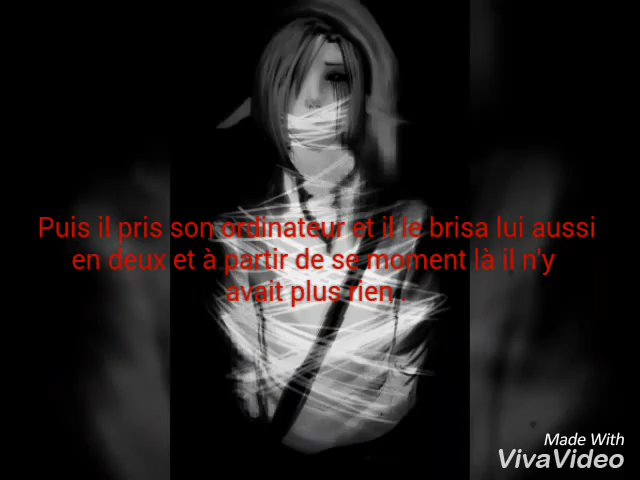 Puis il pris son ordinateur et il le brisa lui aussi
en deux et à partir de se moment là il n'y
avait plus rien .
Made With
VivaVideo